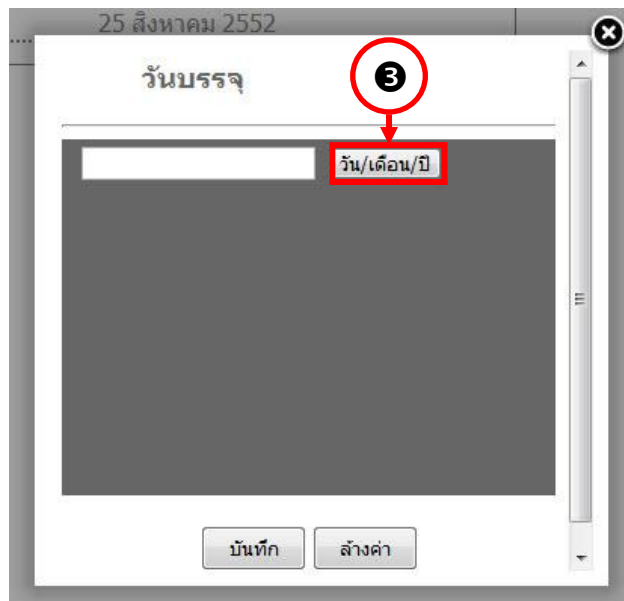 25 สิงหาคม 2552
วันบรรจุ
❸
วัน/เดือน/ปี
บันทึก
ล้างค่า